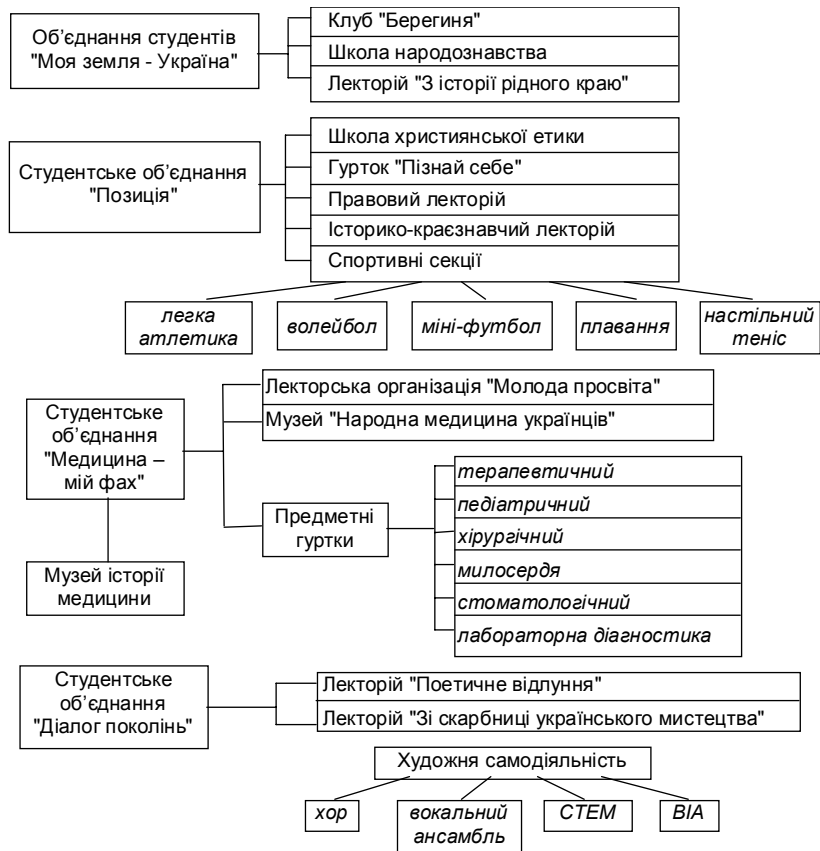 Об’єднання студентів
"Моя земля - Україна"
Клуб "Берегиня"
Школа народознавства
Лекторій "З історії рідного краю"
Студентське об’єднання
"Позиція"
Школа християнської етики
Гурток "Пізнай себе"
Правовий лекторій
Історико-краєзнавчий лекторій
Спортивні секції
легка
атлетика
волейбол
міні-футбол
плавання
настільний
теніс
Студентське
об’єднання
"Медицина –
мій фах"
Лекторська організація "Молода просвіта"
Музей "Народна медицина українців"
Предметні
гуртки
терапевтичний
педіатричний
хірургічний
милосердя
стоматологічний
лабораторна діагностика
Музей історії
медицини
Студентське
об’єднання
"Діалог поколінь"
Лекторій "Поетичне відлуння"
Лекторій "Зі скарбниці українського мистецтва"
Художня самодіяльність
хор
вокальний
ансамбль
СТЕМ
ВІА